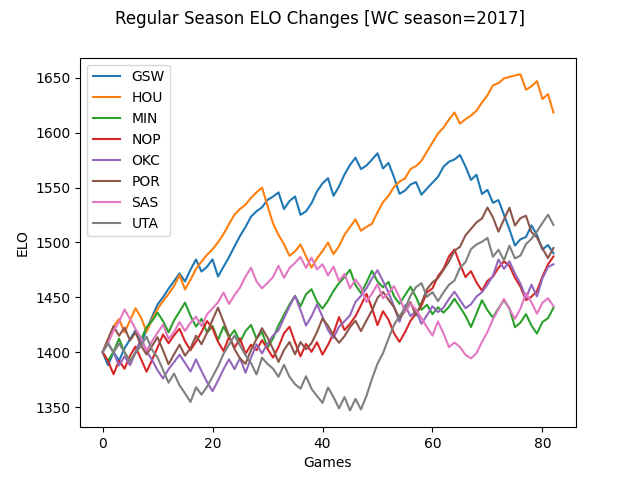 Regular Season ELO Changes [WC season=2017]
GSW
HOU
MIN
NOP
OKC
POR
SAS
UTA
1650
1600
1550
1500
1450
1400
1350
ELO
0
20
40
60
80
Games